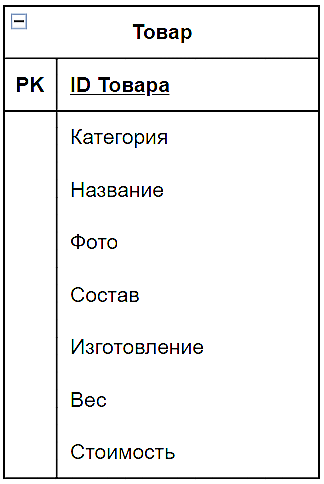 Товар
PK ID Товара
Категория
Название
Фото
Состав
Изготовление
Вес
Стоимость